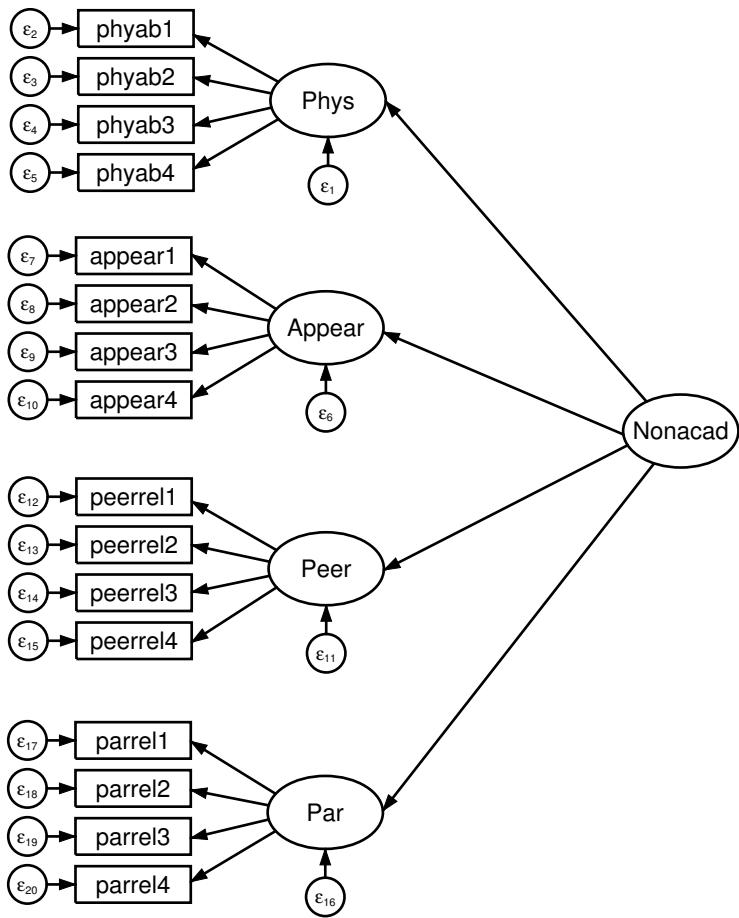 ε2 phyab1
ε3 phyab2
Phys
ε4 phyab3
ε5 phyab4
ε1
ε7 appear1
ε8 appear2
Appear
ε9 appear3
ε10 appear4
ε6
Nonacad
ε12 peerrel1
ε13 peerrel2
Peer
ε14 peerrel3
ε15 peerrel4
ε11
ε17 parrel1
ε18 parrel2
Par
ε19 parrel3
ε20 parrel4
ε16